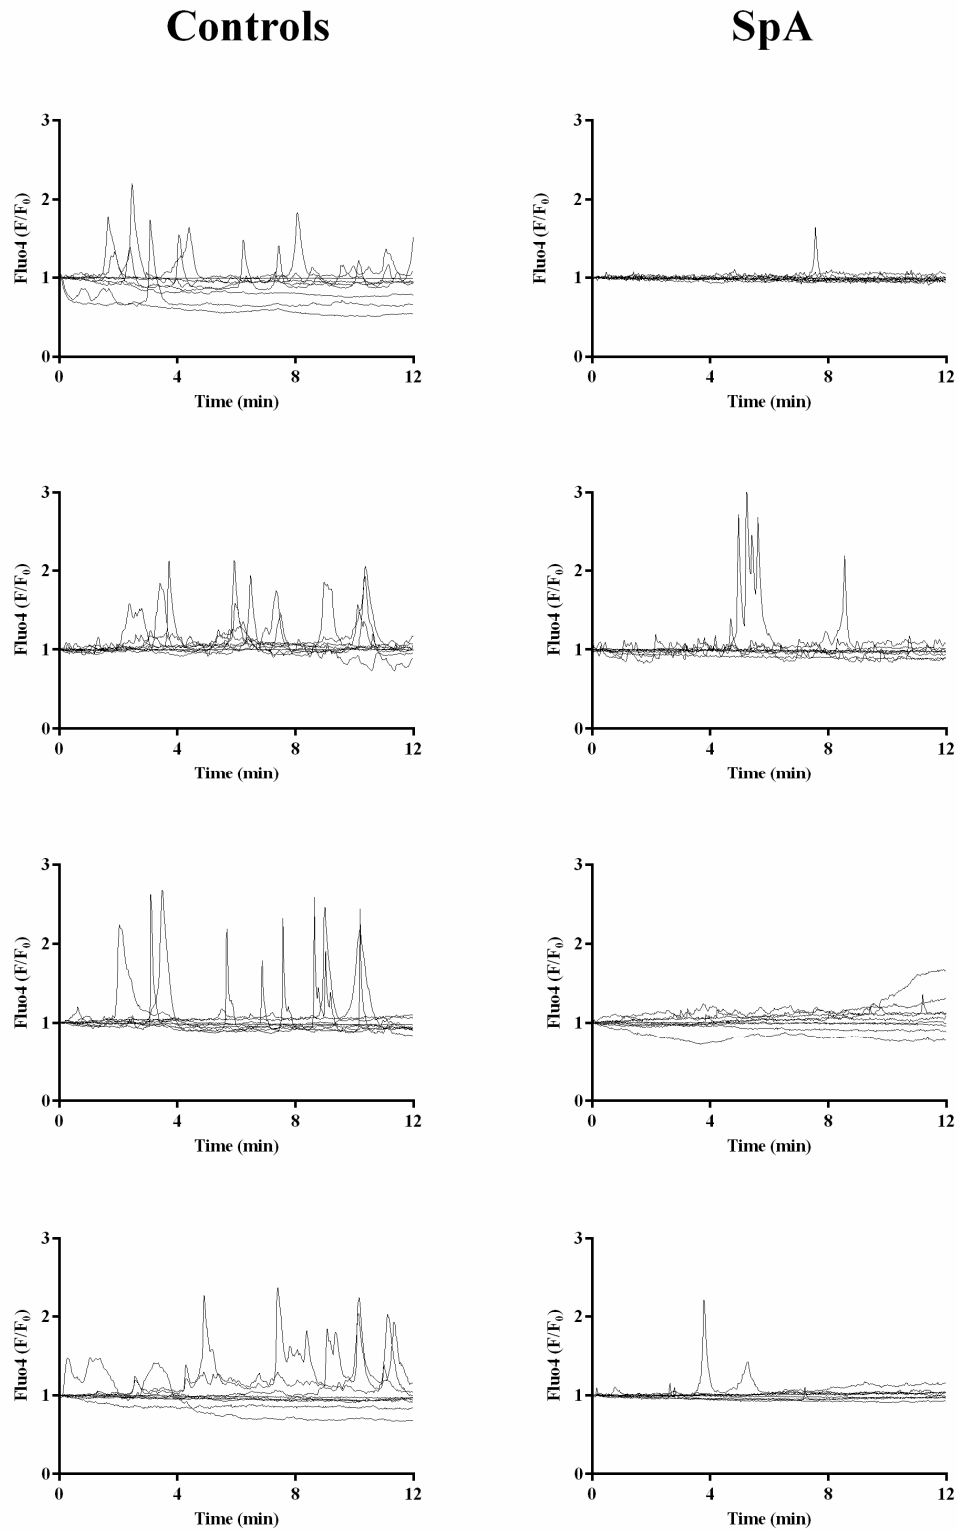 Controls SpA
3 3
2 2
Fluo4 (F/F0) Fluo4 (F/F0)
1 1
0 0
0 4 8 12 0 4 8 12
Time (min) Time (min)
3 3
2 2
Fluo4 (F/F0) Fluo4 (F/F0)
1 1
0 0
0 4 8 12 0 4 8 12
Time (min) Time (min)
3 3
2 2
Fluo4 (F/F0) Fluo4 (F/F0)
1 1
0 0
0 4 8 12 0 4 8 12
Time (min) Time (min)
3 3
2 2
Fluo4 (F/F0) Fluo4 (F/F0)
1 1
0 0
0 4 8 12 0 4 8 12
Time (min) Time (min)